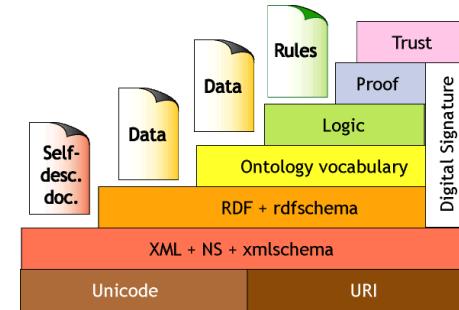 Rules
Trust
Data
Proof
Data
Logic
Self-
desc.
doc.
Ontology vocabulary
Digital Signature
RDF + rdfschema
XML + NS + xmlschema
Unicode
URI